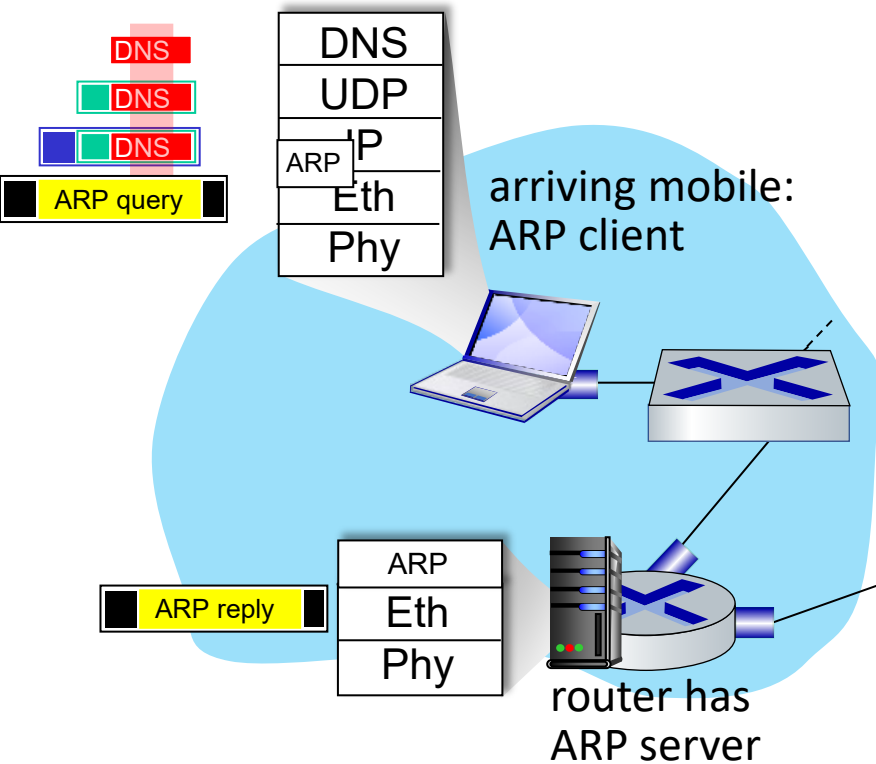 DNS
DNS
DNS
ARP query
DNS
UDP
IP
ARP
Eth
Phy
arriving mobile:
ARP client
ARP reply
ARP
Eth
Phy
router has
ARP server